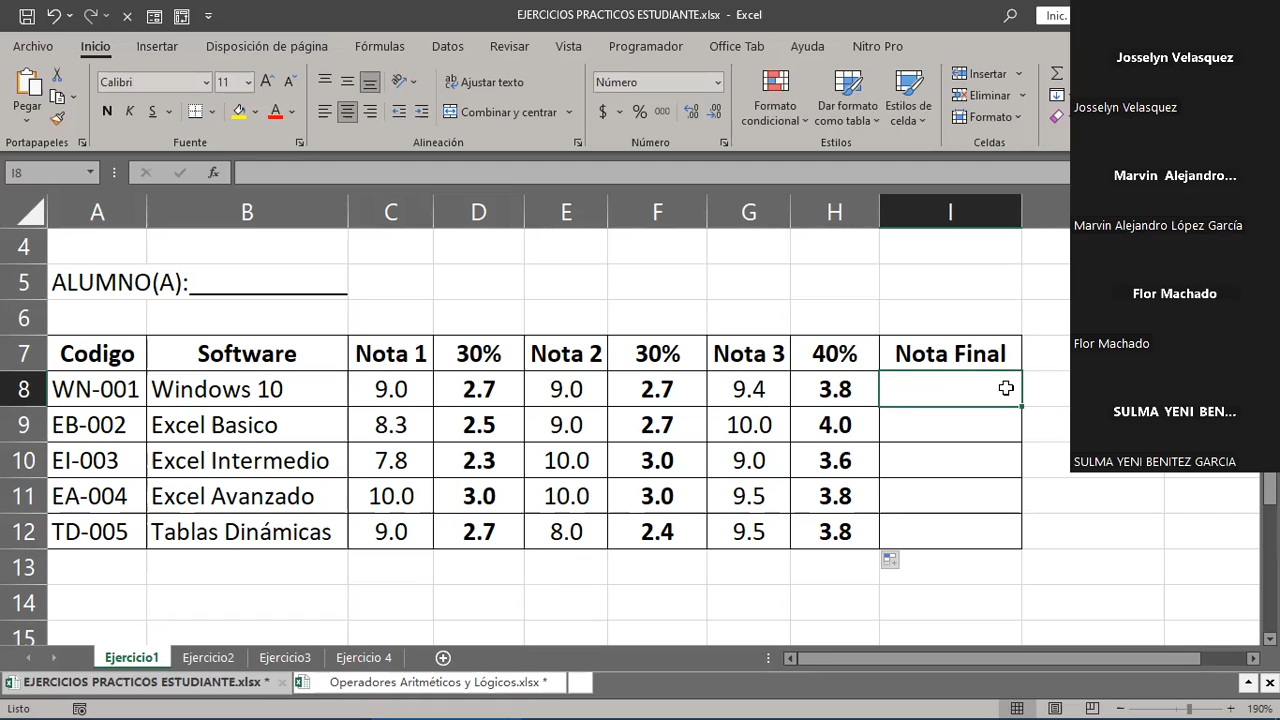 EJERCICIOS PRACTICOS ESTUDIANTE.xlsx - Excel
Inic.
Archivo Inicio Insertar Disposición de página Fórmulas Datos Revisar Vista Programador Office Tab Ayuda Nitro Pro
Pegar
Calibri 11
N K S
Ajustar texto
Combinar y centrar
Número
$ % 000
Formato condicional
Dar formato como tabla
Estilos de celda
Insertar
Eliminar
Formato
Portapapeles Fuente Alineación Número Estilos Celdas
I8 fx
A B C D E F G H I
4
5 ALUMNO(A):____________
6
7 Codigo Software Nota 1 30% Nota 2 30% Nota 3 40% Nota Final
8 WN-001 Windows 10 9.0 2.7 9.0 2.7 9.4 3.8
9 EB-002 Excel Basico 8.3 2.5 9.0 2.7 10.0 4.0
10 EI-003 Excel Intermedio 7.8 2.3 10.0 3.0 9.0 3.6
11 EA-004 Excel Avanzado 10.0 3.0 10.0 3.0 9.5 3.8
12 TD-005 Tablas Dinámicas 9.0 2.7 8.0 2.4 9.5 3.8
13
14
15
Ejercicio1 Ejercicio2 Ejercicio3 Ejercicio 4
EJERCICIOS PRACTICOS ESTUDIANTE.xlsx * Operadores Aritméticos y Lógicos.xlsx *
Listo 190%
Josselyn Velasquez
Josselyn Velasquez
Marvin Alejandro...
Marvin Alejandro López García
Flor Machado
Flor Machado
SULMA YENI BEN...
SULMA YENI BENITEZ GARCIA